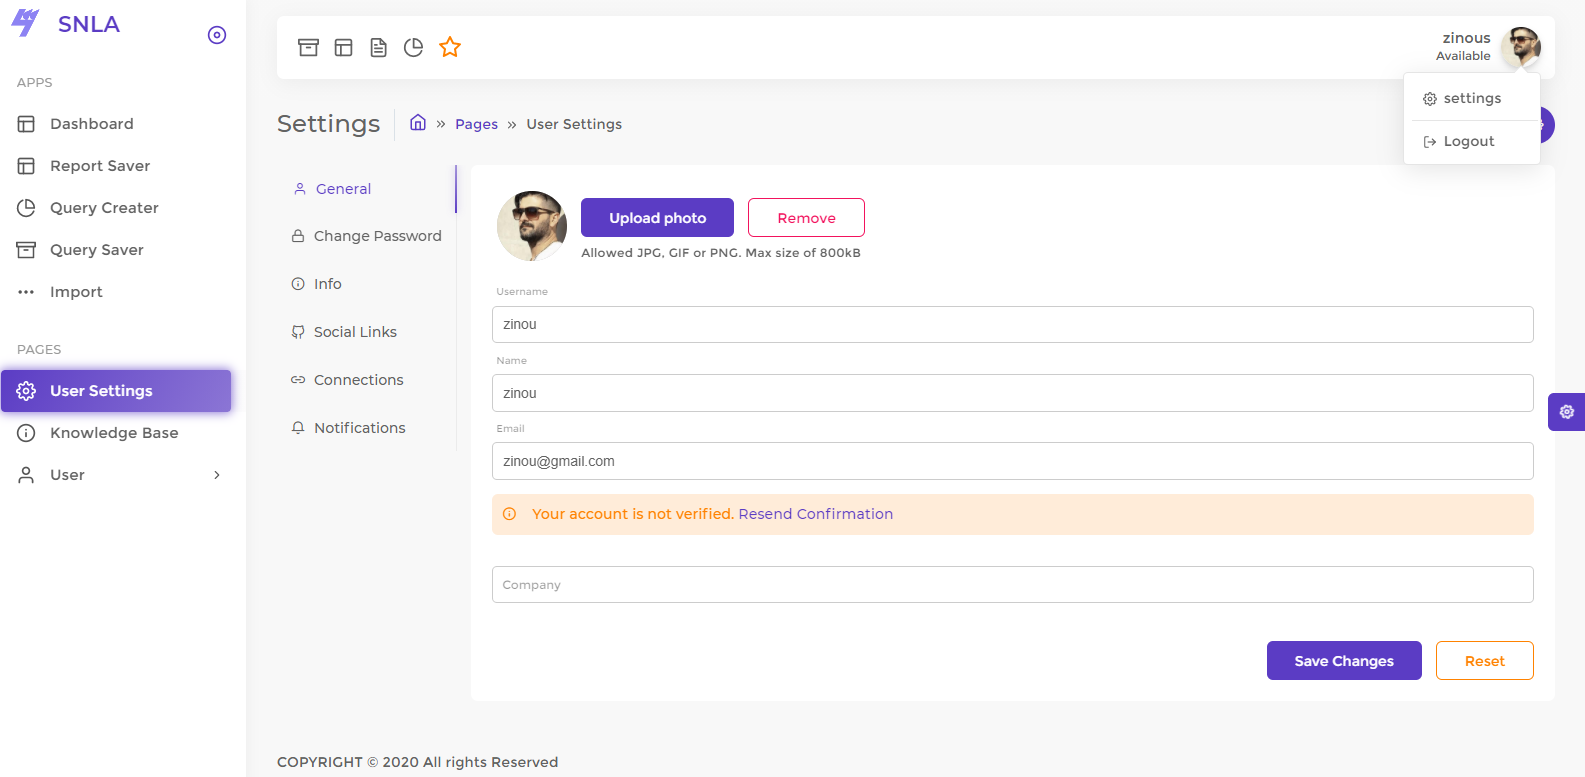 SNLA
APPS
Dashboard
Report Saver
Query Creater
Query Saver
Import
PAGES
User Settings
Knowledge Base
User
zinous
Available
settings
Logout
Settings » Pages » User Settings
General
Change Password
Info
Social Links
Connections
Notifications
Upload photo Remove
Allowed JPG, GIF or PNG. Max size of 800kB
Username
zinou
Name
zinou
Email
zinou@gmail.com
Your account is not verified. Resend Confirmation
Company
Save Changes Reset
COPYRIGHT © 2020 All rights Reserved